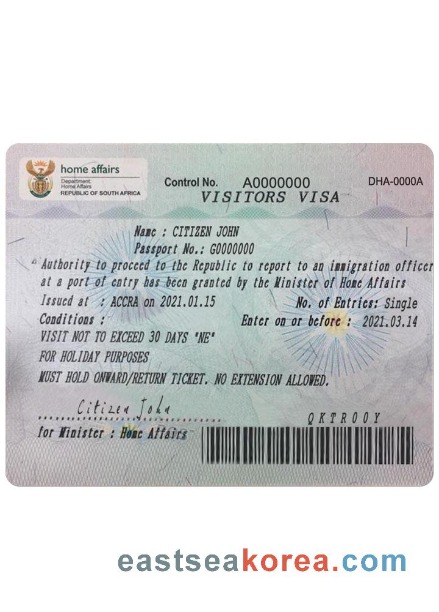 home affairs
Department:
Home Affairs
REPUBLIC OF SOUTH AFRICA
Control No. A0000000 DHA-0000A
VISITORS VISA
Name : CITIZEN JOHN
Passport No.: G0000000
"Authority to proceed to the Republic to report to an immigration officer
at a port of entry has been granted by the Minister of Home Affairs
Issued at : ACCRA on 2021.01.15 No. of Entries: Single
Conditions : Enter on or before : 2021.03.14
VISIT NOT TO EXCEED 30 DAYS "NE"
FOR HOLIDAY PURPOSES
MUST HOLD ONWARD/RETURN TICKET. NO EXTENSION ALLOWED.
Citizen John
QKTR00Y
for Minister : Home Affairs
eastseakorea.com